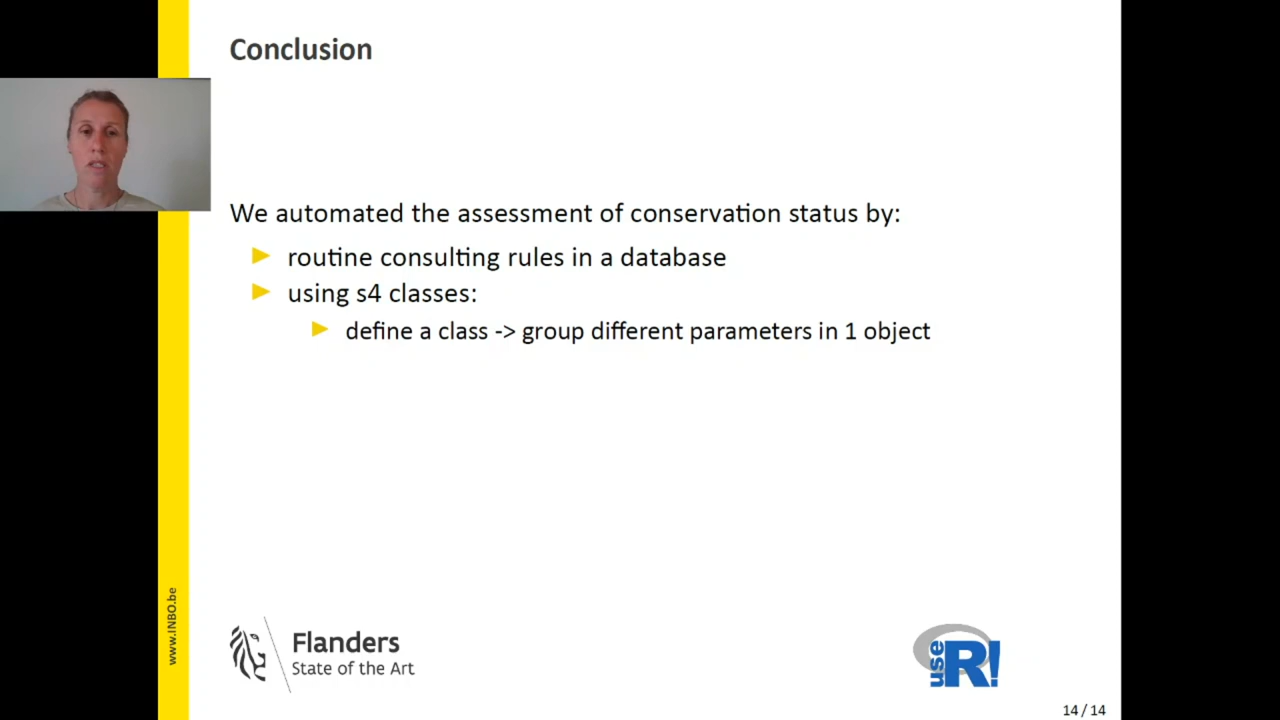 Conclusion
We automated the assessment of conservation status by:
routine consulting rules in a database
using s4 classes:
define a class -> group different parameters in 1 object
www.INBO.be
Flanders
State of the Art
use R!
14 / 14